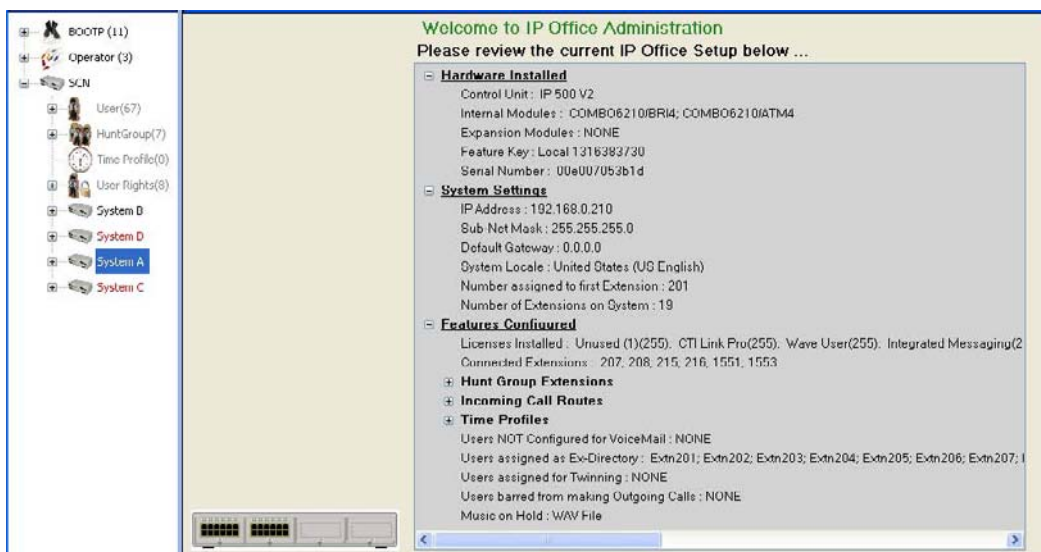 BOOTP (11)
Operator (3)
SCN
User(67)
HuntGroup(7)
Time Profile(0)
User Rights(8)
System B
System D
System A
System C
Welcome to IP Office Administration
Please review the current IP Office Setup below ...
Hardware Installed
Control Unit : IP 500 V2
Internal Modules : COMBO6210/BRI4; COMBO6210/ATM4
Expansion Modules : NONE
Feature Key : Local 1316383730
Serial Number : 00e007053b1d
System Settings
IP Address : 192.168.0.210
Sub-Net Mask : 255.255.255.0
Default Gateway : 0.0.0.0
System Locale : United States (US English)
Number assigned to first Extension : 201
Number of Extensions on System : 19
Features Configured
Licenses Installed : Unused (1)(255); CTI Link Pro(255); Wave User(255); Integrated Messaging(2
Connected Extensions : 207, 208, 215, 216, 1551, 1553
Hunt Group Extensions
Incoming Call Routes
Time Profiles
Users NOT Configured for VoiceMail : NONE
Users assigned as Ex-Directory : Extn201; Extn202; Extn203; Extn204; Extn205; Extn206; Extn207;
Users assigned for Twinning : NONE
Users barred from making Outgoing Calls : NONE
Music on Hold : WAV File